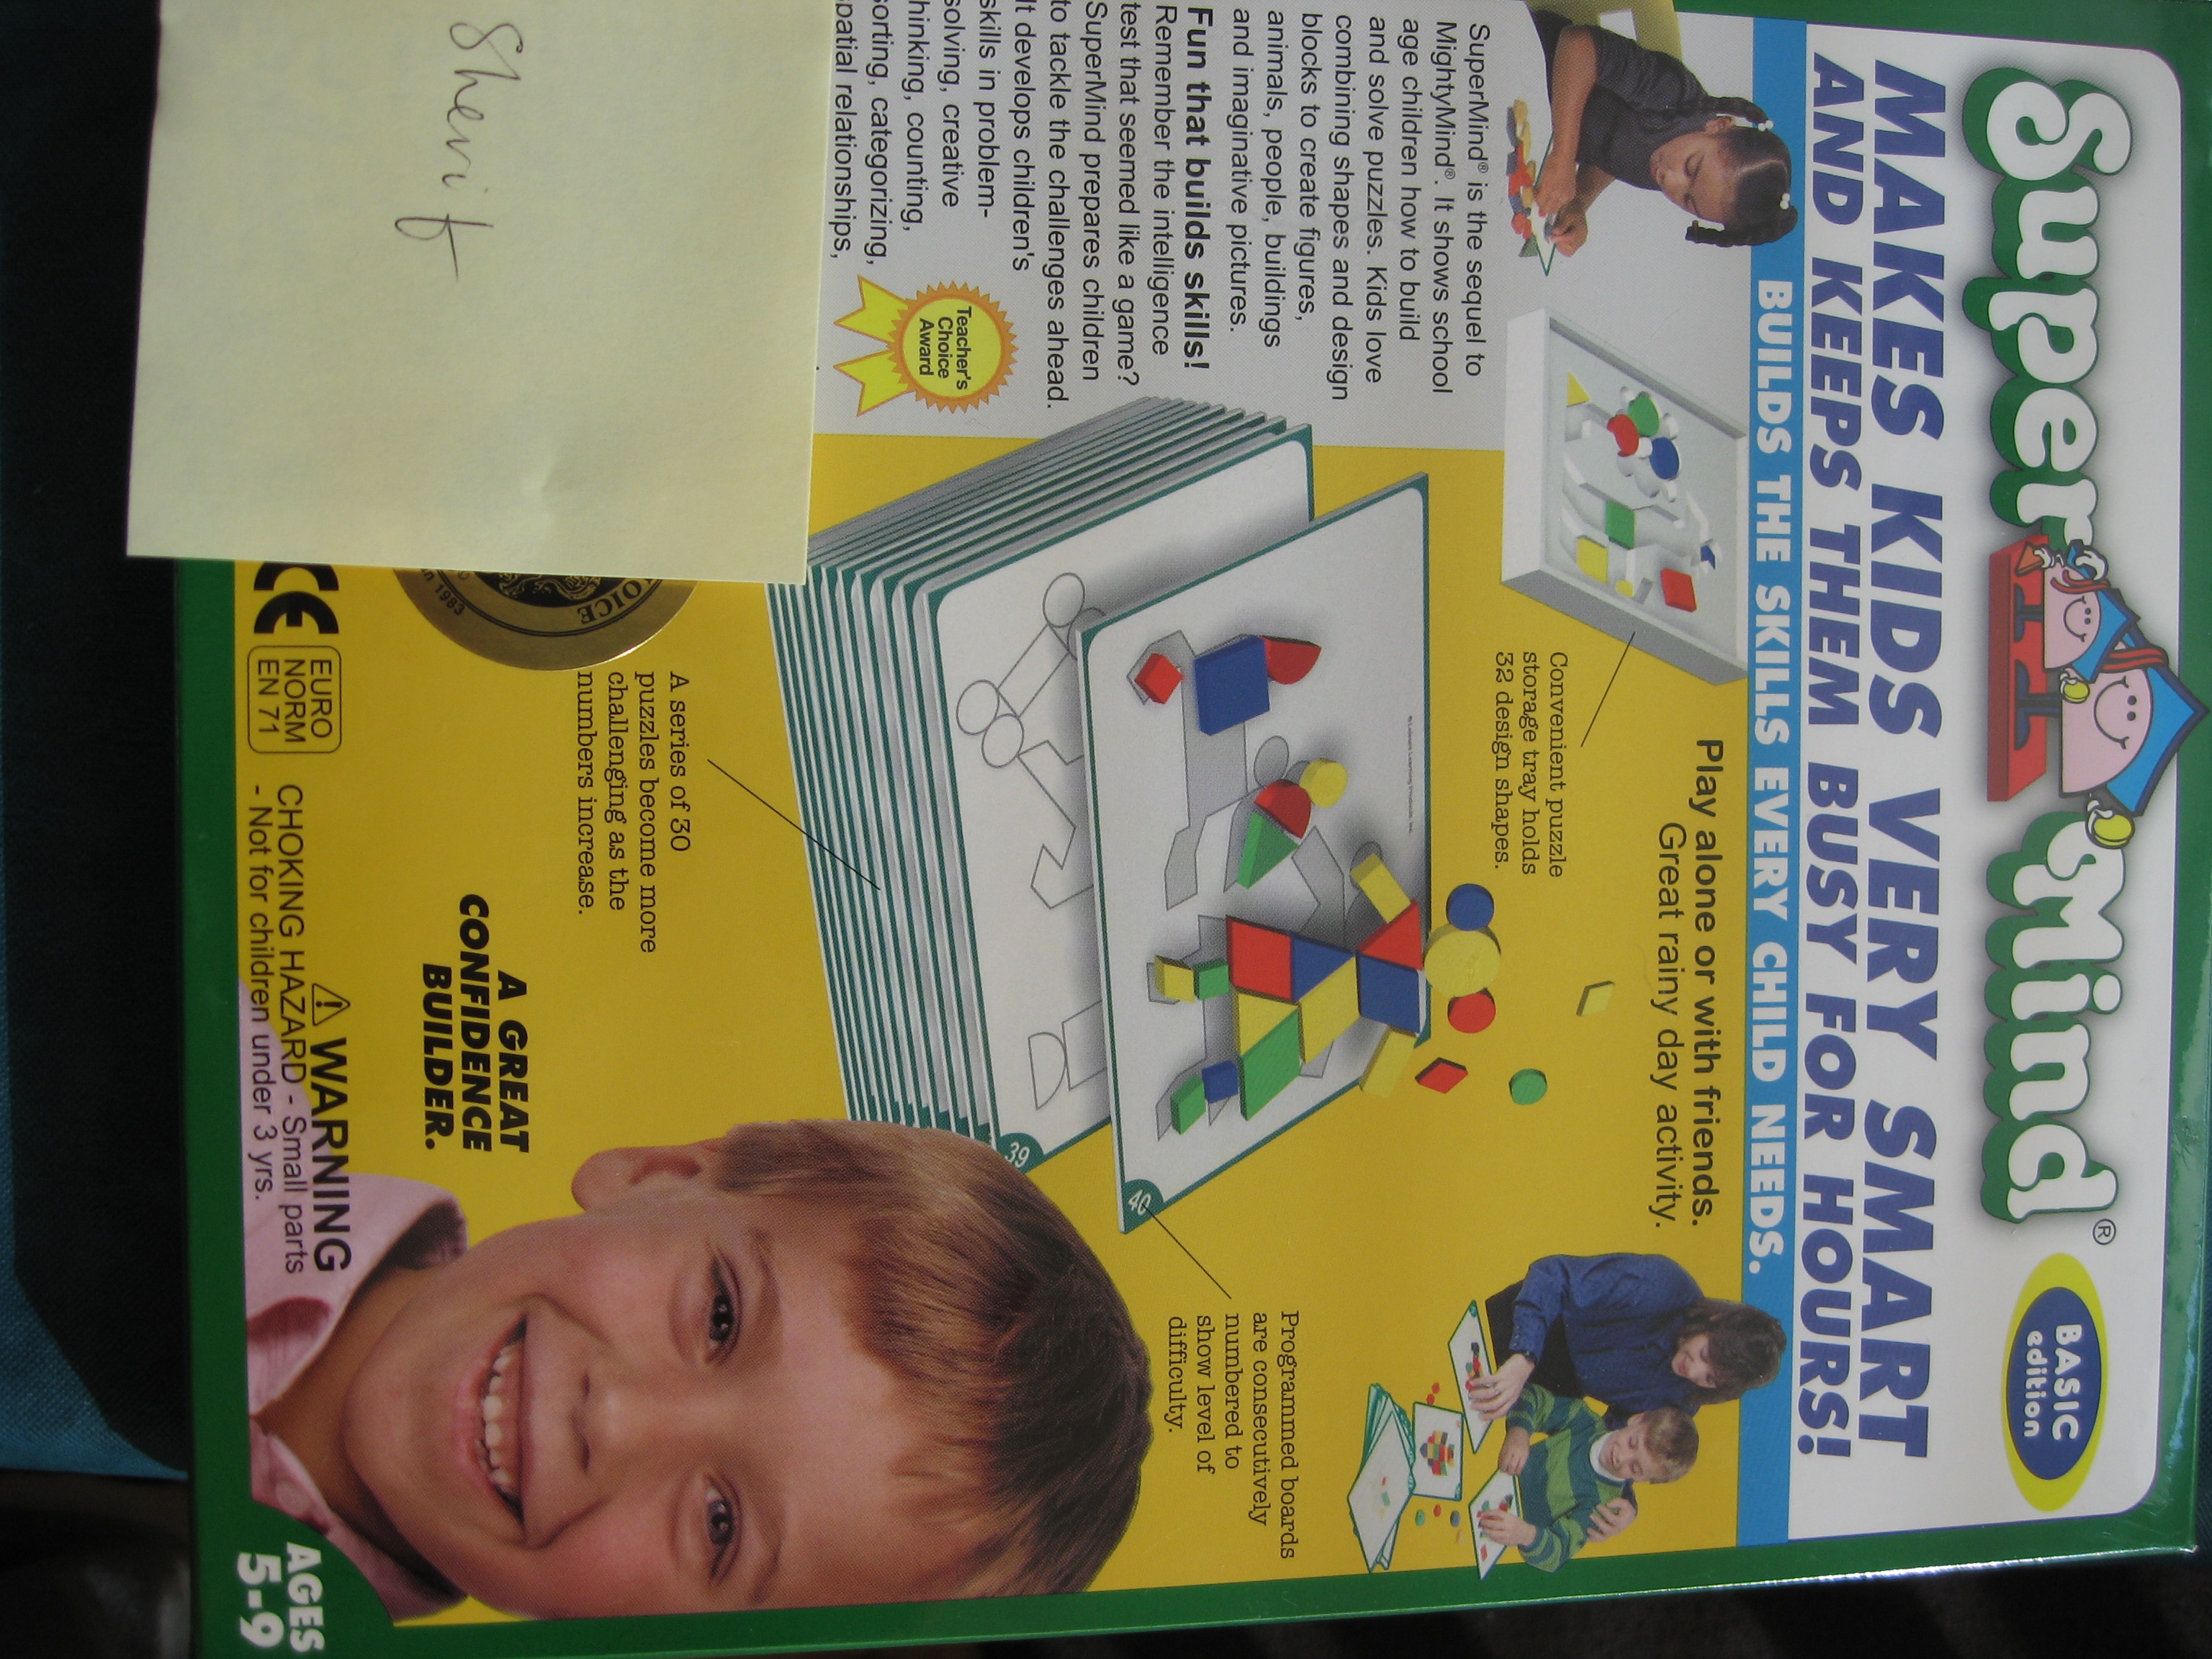 Super Mind®
BASIC
edition
MAKES KIDS VERY SMART
AND KEEPS THEM BUSY FOR HOURS!
BUILDS THE SKILLS EVERY CHILD NEEDS.
SuperMind® is the sequel to
MightyMind®. It shows school
age children how to build
and solve puzzles. Kids love
combining shapes and design
blocks to create figures,
animals, people, buildings
and imaginative pictures.
Fun that builds skills!
Remember the intelligence
test that seemed like a game?
SuperMind prepares children
to tackle the challenges ahead.
It develops children's
skills in problem-
solving, creative
thinking, counting,
sorting, categorizing,
spatial relationships,
Teacher's
Choice
Award
Play alone or with friends.
Great rainy day activity.
Convenient puzzle
storage tray holds
32 design shapes.
39
40
Programmed boards
are consecutively
numbered to
show level of
difficulty.
A series of 30
puzzles become more
challenging as the
numbers increase.
OICE
in 1983
A GREAT
CONFIDENCE
BUILDER.
CE
EURO
NORM
EN 71
⚠ WARNING
CHOKING HAZARD - Small parts
- Not for children under 3 yrs.
AGES
5-9
Sherit